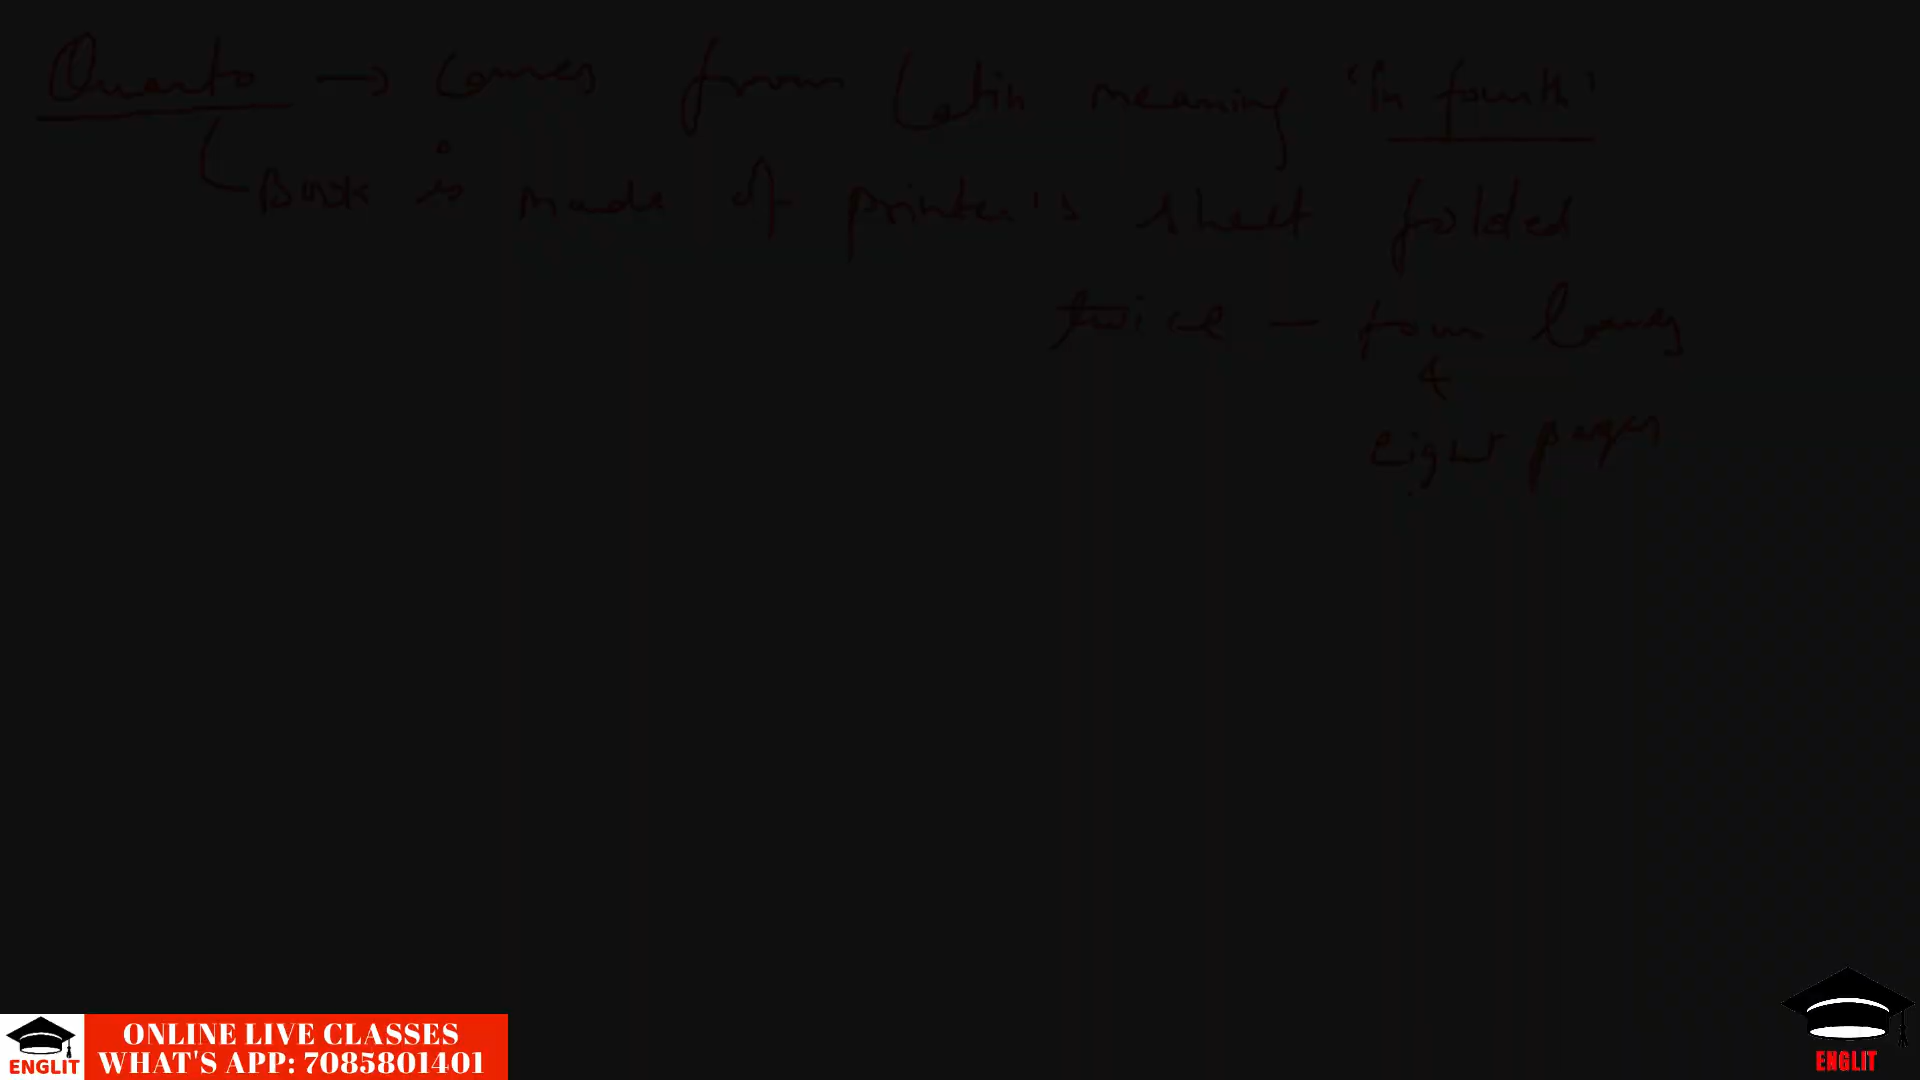 Quarto → comes from Latin meaning 'In fourth'
Book is made of printer's sheet folded
twice — four leaves
&
eight pages
ENGLIT
ONLINE LIVE CLASSES
WHAT'S APP: 7085801401
ENGLIT